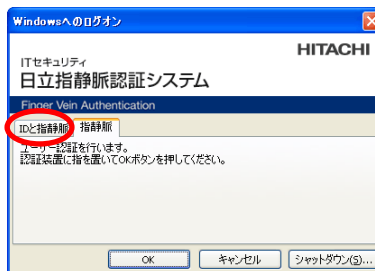 Windowsへのログオン
HITACHI
ITセキュリティ
日立指静脈認証システム
Finger Vein Authentication
IDと指静脈 指静脈
ユーザー認証を行います。
認証装置に指を置いてOKボタンを押してください。
OK キャンセル シャットダウン(S)...